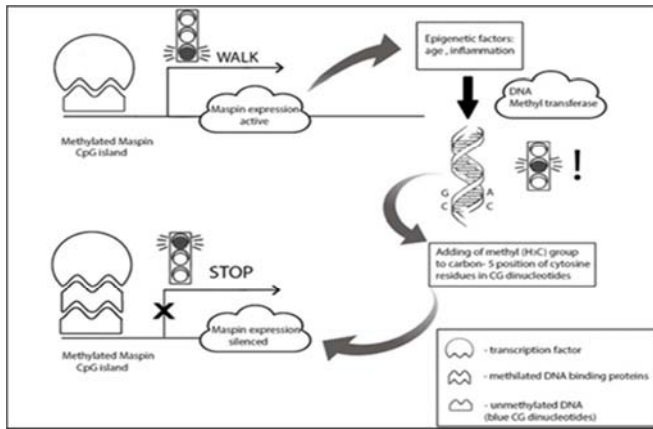 WALK
Maspin expression
active
Methylated Maspin
CpG island
Epigenetic factors:
age , inflammation
DNA
Methyl transferase
!
G A
C C
Adding of methyl (H₃C) group
to carbon- 5 position of cytosine
residues in CG dinucleotides
STOP
X
Maspin expression
silenced
Methylated Maspin
CpG island
- transcription factor
- methilated DNA binding proteins
- unmethylated DNA
(blue CG dinucleotides)